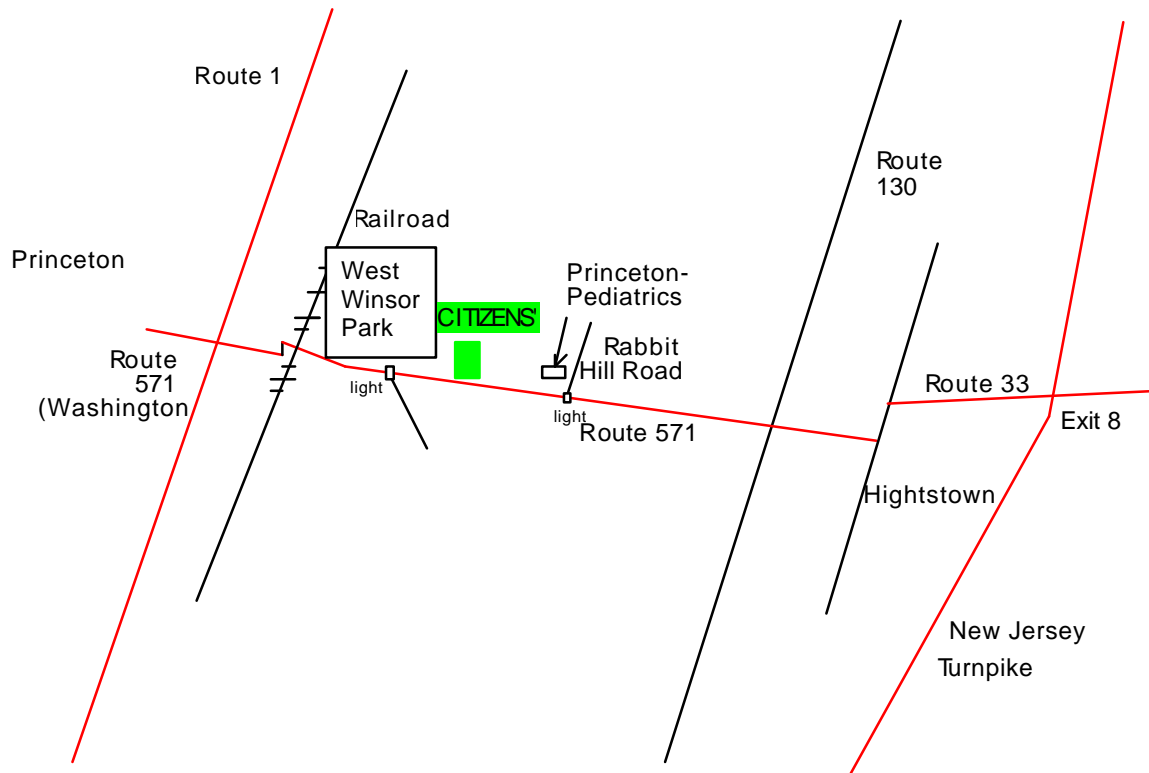 Route 1
Route
130
Railroad
Princeton
West
Winsor
Park
Princeton-
Pediatrics
CITIZENS'
Rabbit
Hill Road
Route
571
(Washington
light
light
Route 571
Route 33
Exit 8
Hightstown
New Jersey
Turnpike